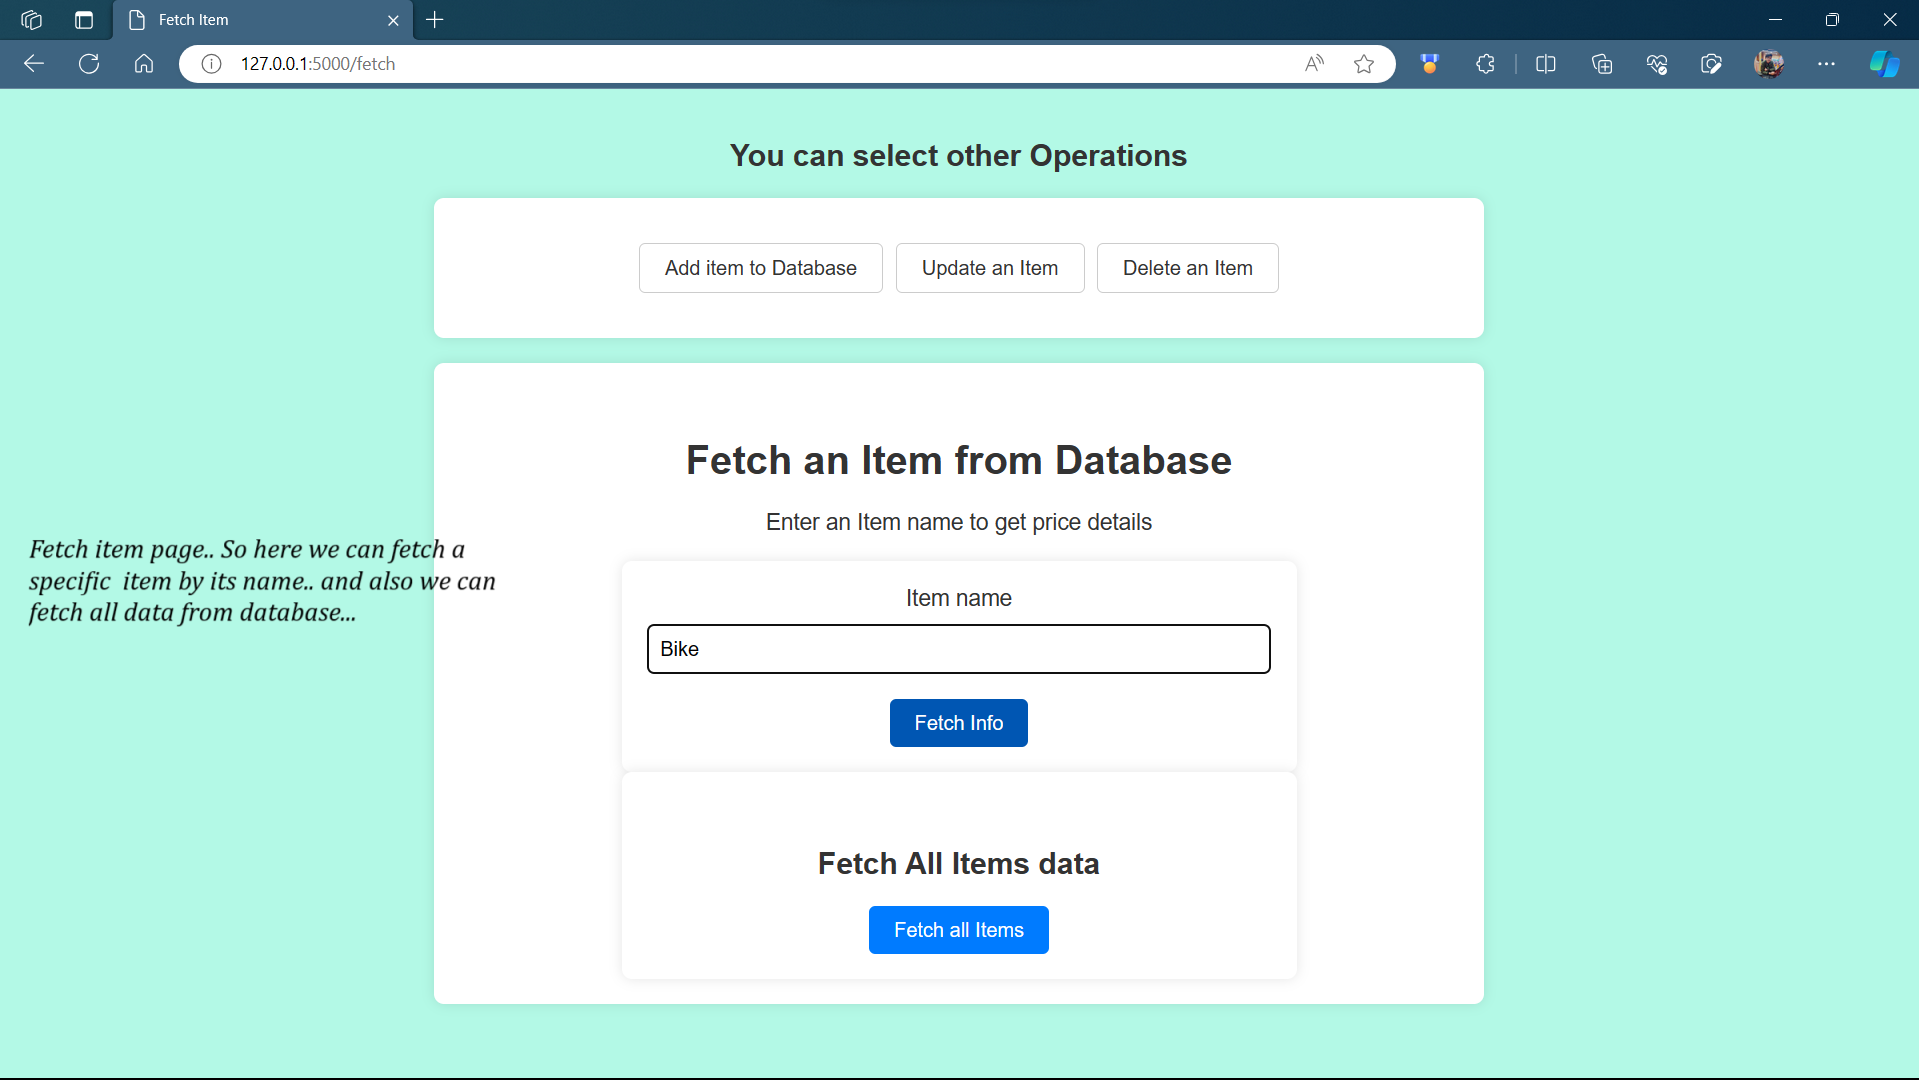 Fetch Item
127.0.0.1:5000/fetch
You can select other Operations
Add item to Database Update an Item Delete an Item
Fetch an Item from Database
Enter an Item name to get price details
Fetch item page.. So here we can fetch a
specific item by its name.. and also we can
fetch all data from database...
Item name
Bike
Fetch Info
Fetch All Items data
Fetch all Items